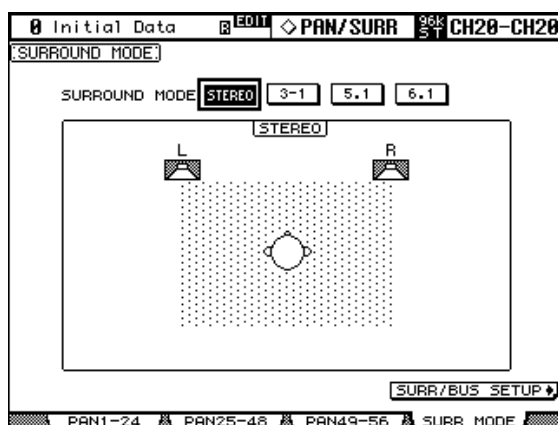 0 Initial Data R EDIT ◇PAN/SURR 96k ST CH20-CH20
SURROUND MODE
SURROUND MODE STEREO 3-1 5.1 6.1
STEREO
L R
SURR/BUS SETUP
PAN1-24 PAN25-48 PAN49-56 SURR MODE